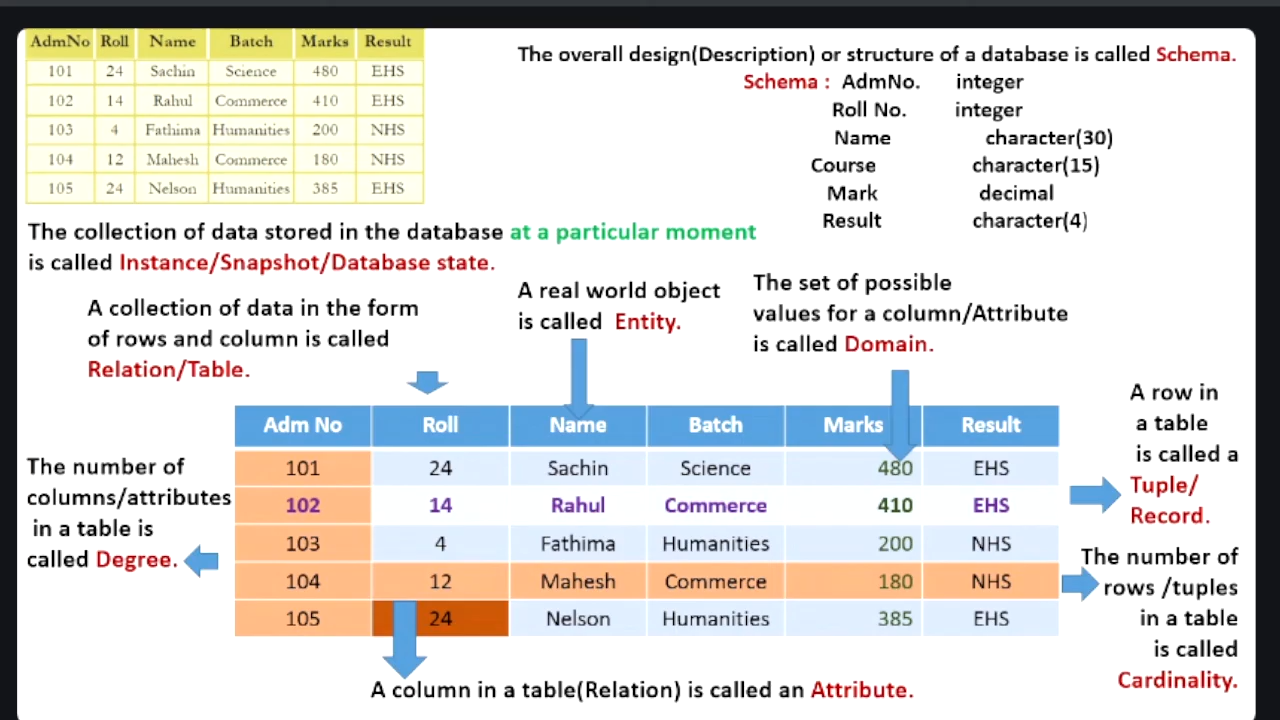 AdmNo Roll Name Batch Marks Result
101 24 Sachin Science 480 EHS
102 14 Rahul Commerce 410 EHS
103 4 Fathima Humanities 200 NHS
104 12 Mahesh Commerce 180 NHS
105 24 Nelson Humanities 385 EHS
The overall design(Description) or structure of a database is called Schema.
Schema : AdmNo. integer
Roll No. integer
Name character(30)
Course character(15)
Mark decimal
Result character(4)
The collection of data stored in the database at a particular moment
is called Instance/Snapshot/Database state.
A collection of data in the form
of rows and column is called
Relation/Table.
A real world object
is called Entity.
The set of possible
values for a column/Attribute
is called Domain.
Adm No Roll Name Batch Marks Result
101 24 Sachin Science 480 EHS
102 14 Rahul Commerce 410 EHS
103 4 Fathima Humanities 200 NHS
104 12 Mahesh Commerce 180 NHS
105 24 Nelson Humanities 385 EHS
The number of
columns/attributes
in a table is
called Degree.
A row in
a table
is called a
Tuple/
Record.
The number of
rows /tuples
in a table
is called
Cardinality.
A column in a table(Relation) is called an Attribute.